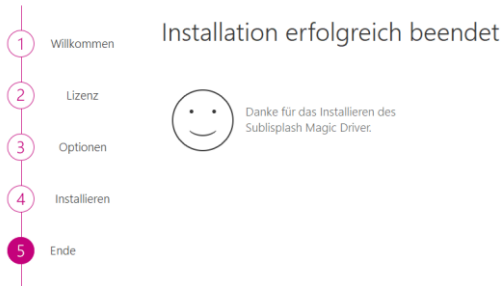 Installation erfolgreich beendet
1 Willkommen
2 Lizenz
3 Optionen
4 Installieren
5 Ende
Danke für das Installieren des
Sublisplash Magic Driver.